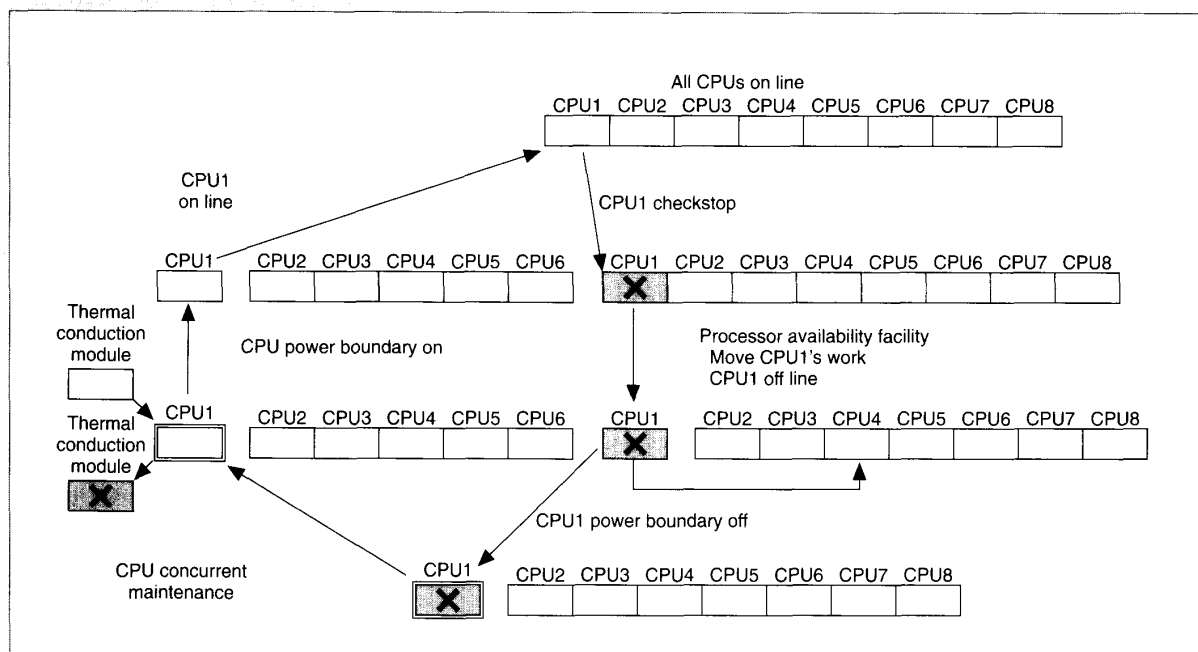 All CPUs on line
CPU1 CPU2 CPU3 CPU4 CPU5 CPU6 CPU7 CPU8
CPU1
on line
CPU1 checkstop
CPU1 CPU2 CPU3 CPU4 CPU5 CPU6
CPU1 CPU2 CPU3 CPU4 CPU5 CPU6 CPU7 CPU8
Thermal
conduction
module
CPU power boundary on
Processor availability facility
Move CPU1's work
CPU1 off line
CPU1 CPU2 CPU3 CPU4 CPU5 CPU6
CPU1 CPU2 CPU3 CPU4 CPU5 CPU6 CPU7 CPU8
Thermal
conduction
module
CPU1 power boundary off
CPU concurrent
maintenance
CPU1 CPU2 CPU3 CPU4 CPU5 CPU6 CPU7 CPU8